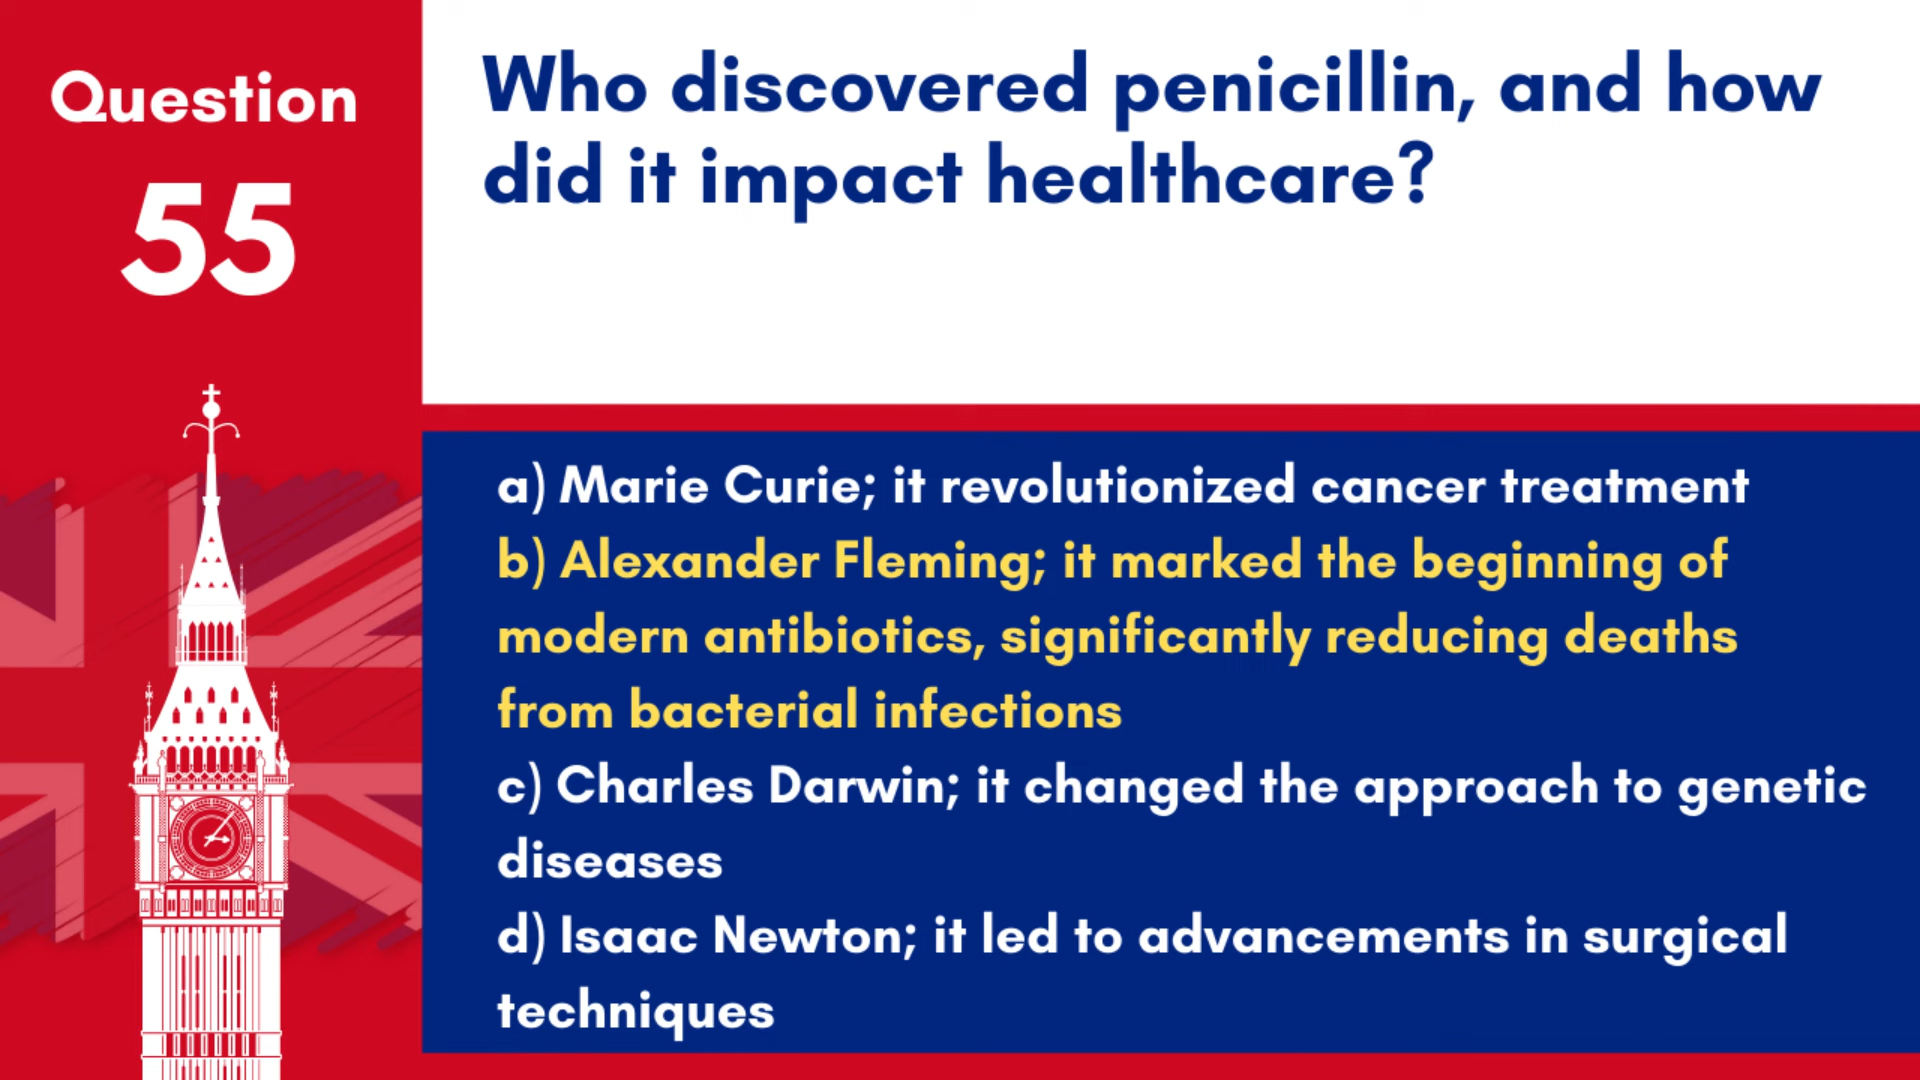 Question
55
Who discovered penicillin, and how
did it impact healthcare?
a) Marie Curie; it revolutionized cancer treatment
b) Alexander Fleming; it marked the beginning of
modern antibiotics, significantly reducing deaths
from bacterial infections
c) Charles Darwin; it changed the approach to genetic
diseases
d) Isaac Newton; it led to advancements in surgical
techniques